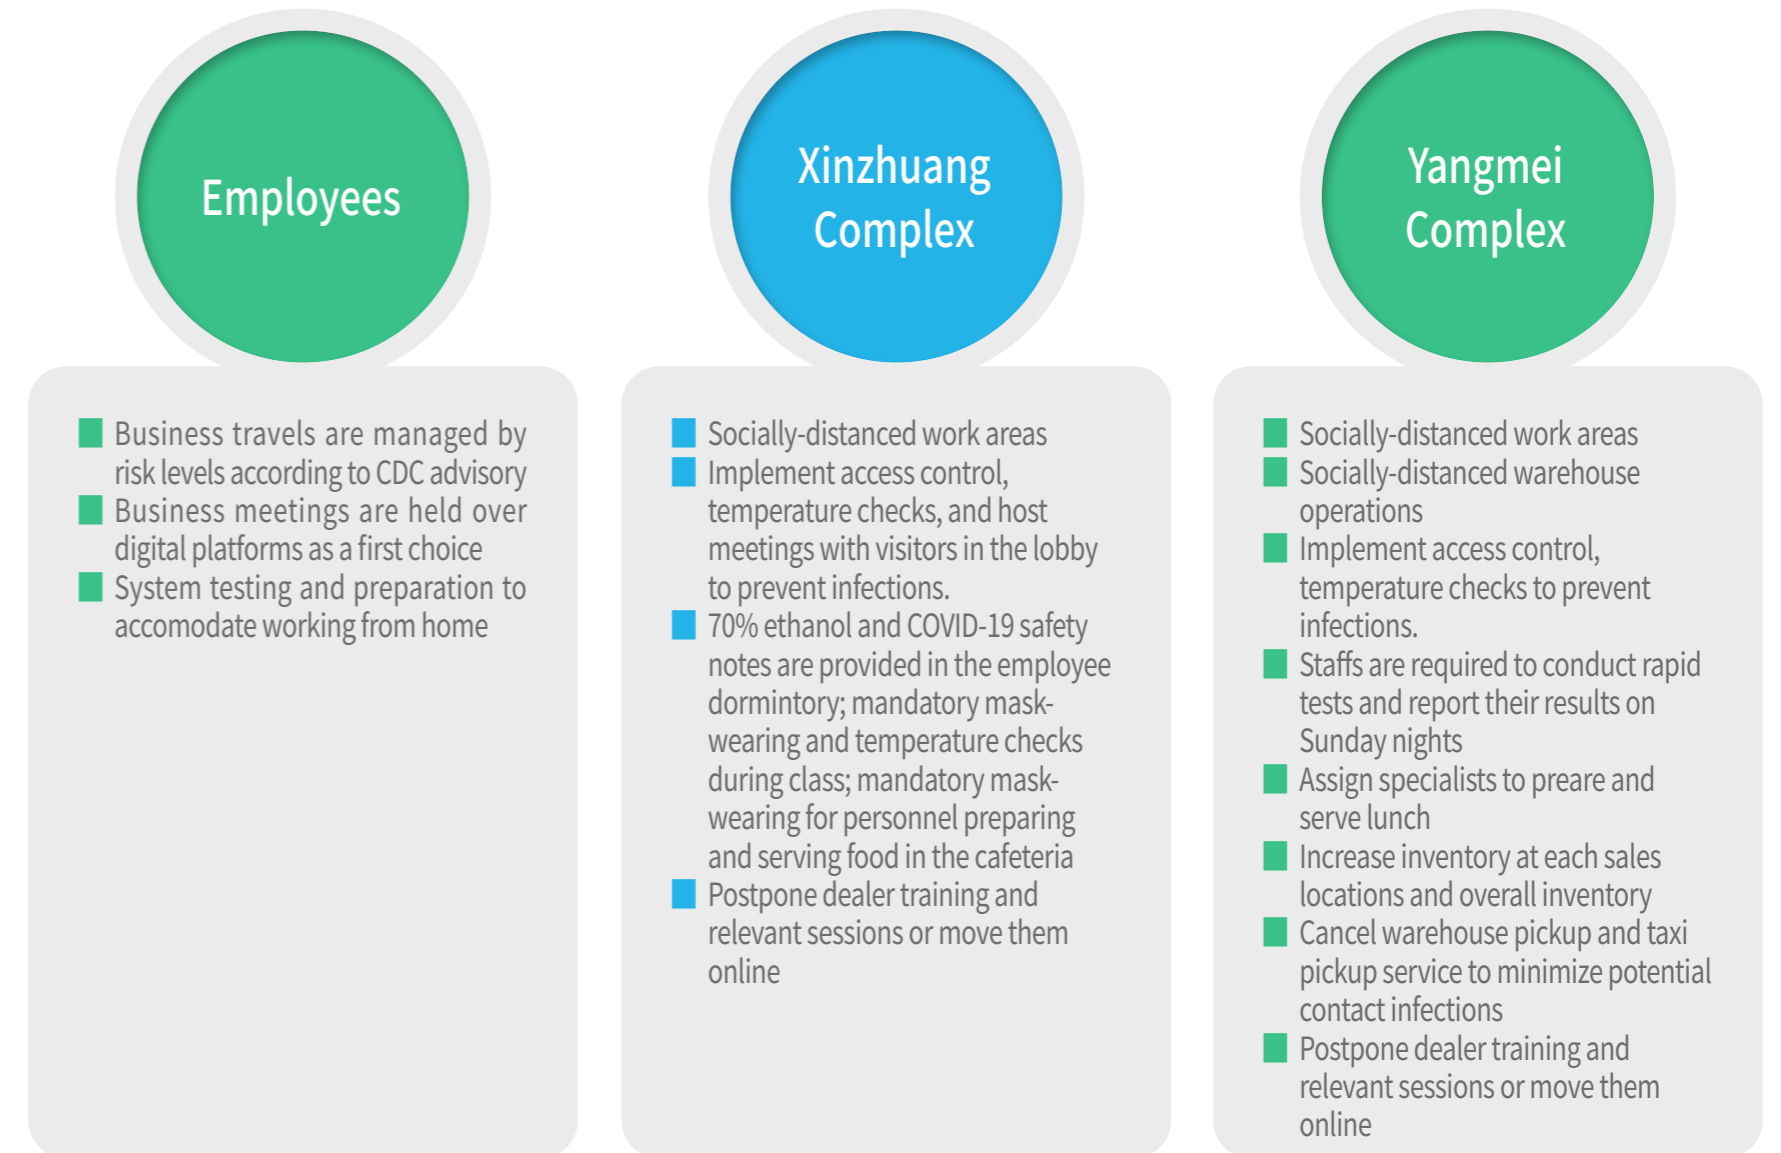 Employees
Business travels are managed by
risk levels according to CDC advisory
Business meetings are held over
digital platforms as a first choice
System testing and preparation to
accomodate working from home
Xinzhuang
Complex
Socially-distanced work areas
Implement access control,
temperature checks, and host
meetings with visitors in the lobby
to prevent infections.
70% ethanol and COVID-19 safety
notes are provided in the employee
dormintory; mandatory mask-
wearing and temperature checks
during class; mandatory mask-
wearing for personnel preparing
and serving food in the cafeteria
Postpone dealer training and
relevant sessions or move them
online
Yangmei
Complex
Socially-distanced work areas
Socially-distanced warehouse
operations
Implement access control,
temperature checks to prevent
infections.
Staffs are required to conduct rapid
tests and report their results on
Sunday nights
Assign specialists to preare and
serve lunch
Increase inventory at each sales
locations and overall inventory
Cancel warehouse pickup and taxi
pickup service to minimize potential
contact infections
Postpone dealer training and
relevant sessions or move them
online